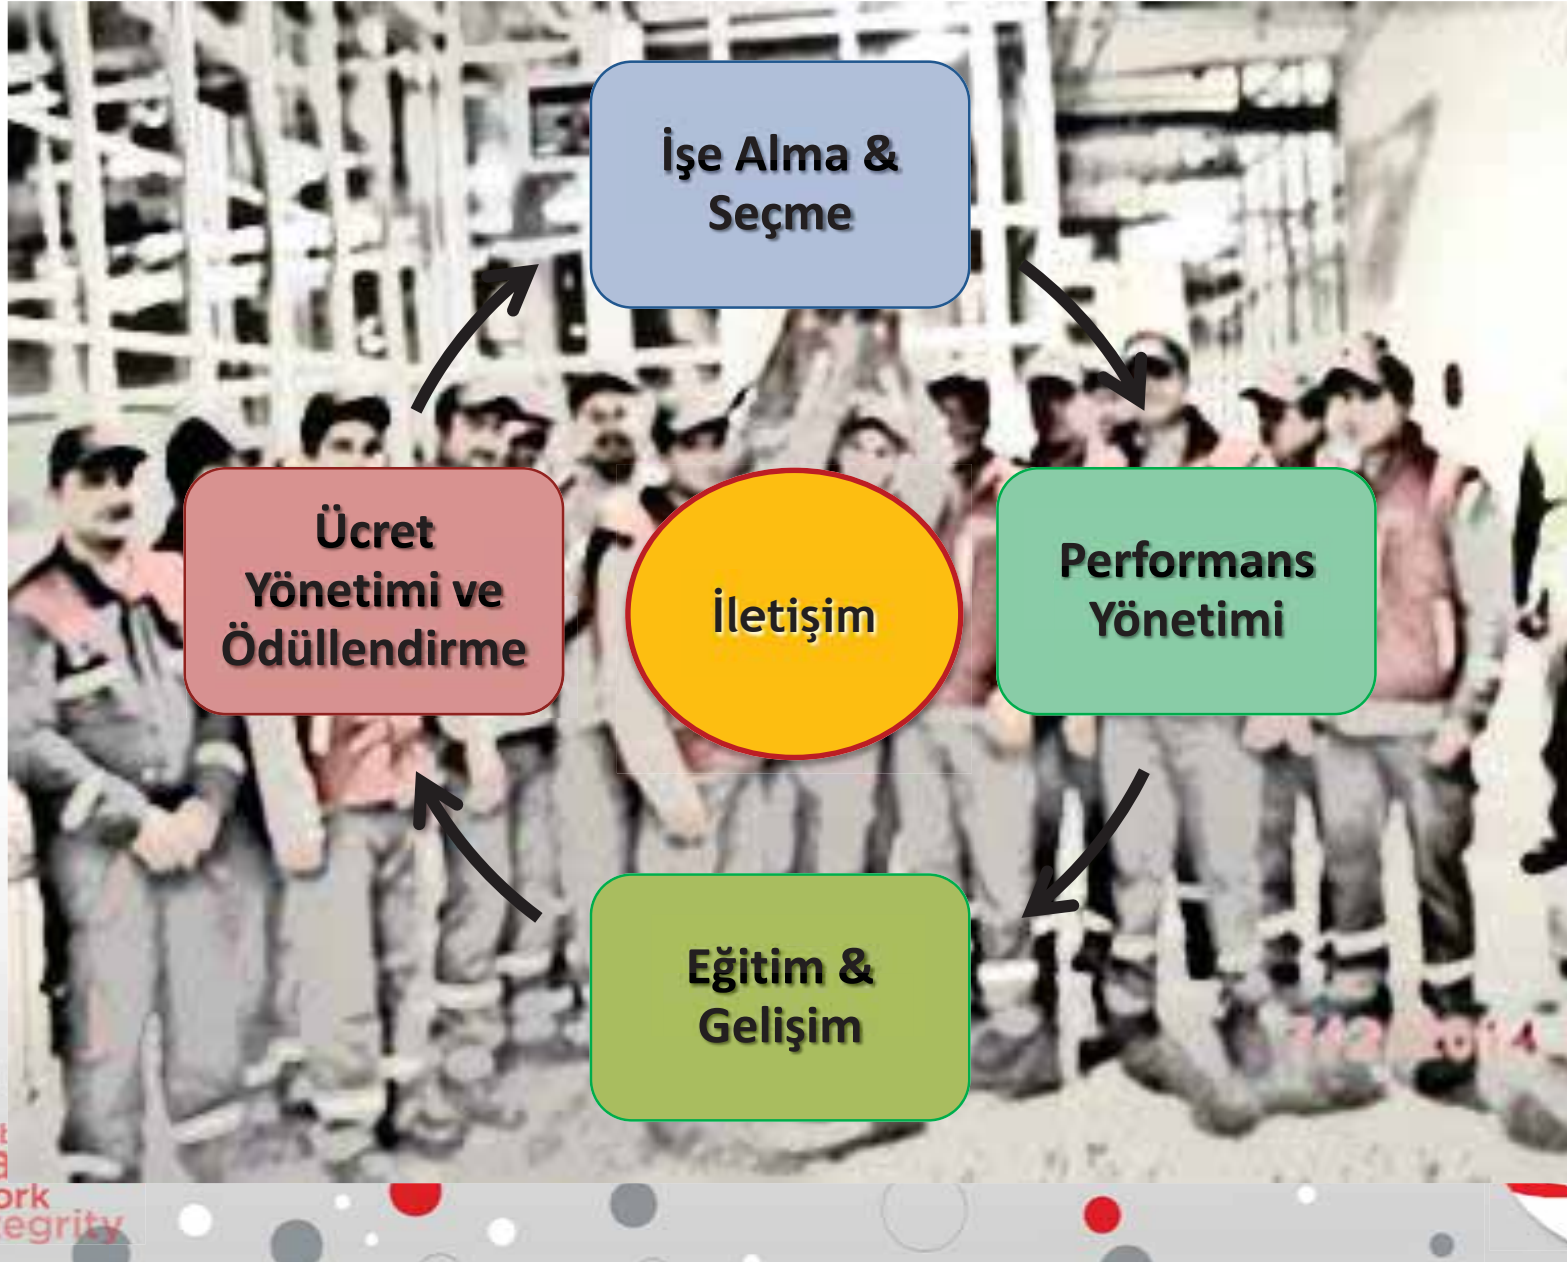 İşe Alma &
Seçme
Ücret
Yönetimi ve
Ödüllendirme
İletişim
Performans
Yönetimi
Eğitim &
Gelişim